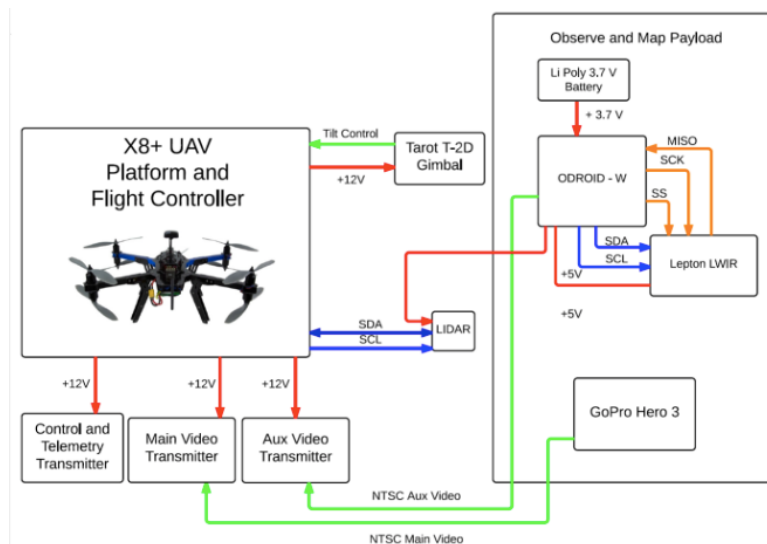 Observe and Map Payload
Li Poly 3.7 V
Battery
+ 3.7 V
X8+ UAV
Platform and
Flight Controller
Tilt Control
+12V
Tarot T-2D
Gimbal
ODROID - W
MISO
SCK
SS
SDA
SCL
+5V
Lepton LWIR
+5V
SDA
SCL
LIDAR
+12V
+12V
+12V
Control and
Telemetry
Transmitter
Main Video
Transmitter
Aux Video
Transmitter
GoPro Hero 3
NTSC Aux Video
NTSC Main Video